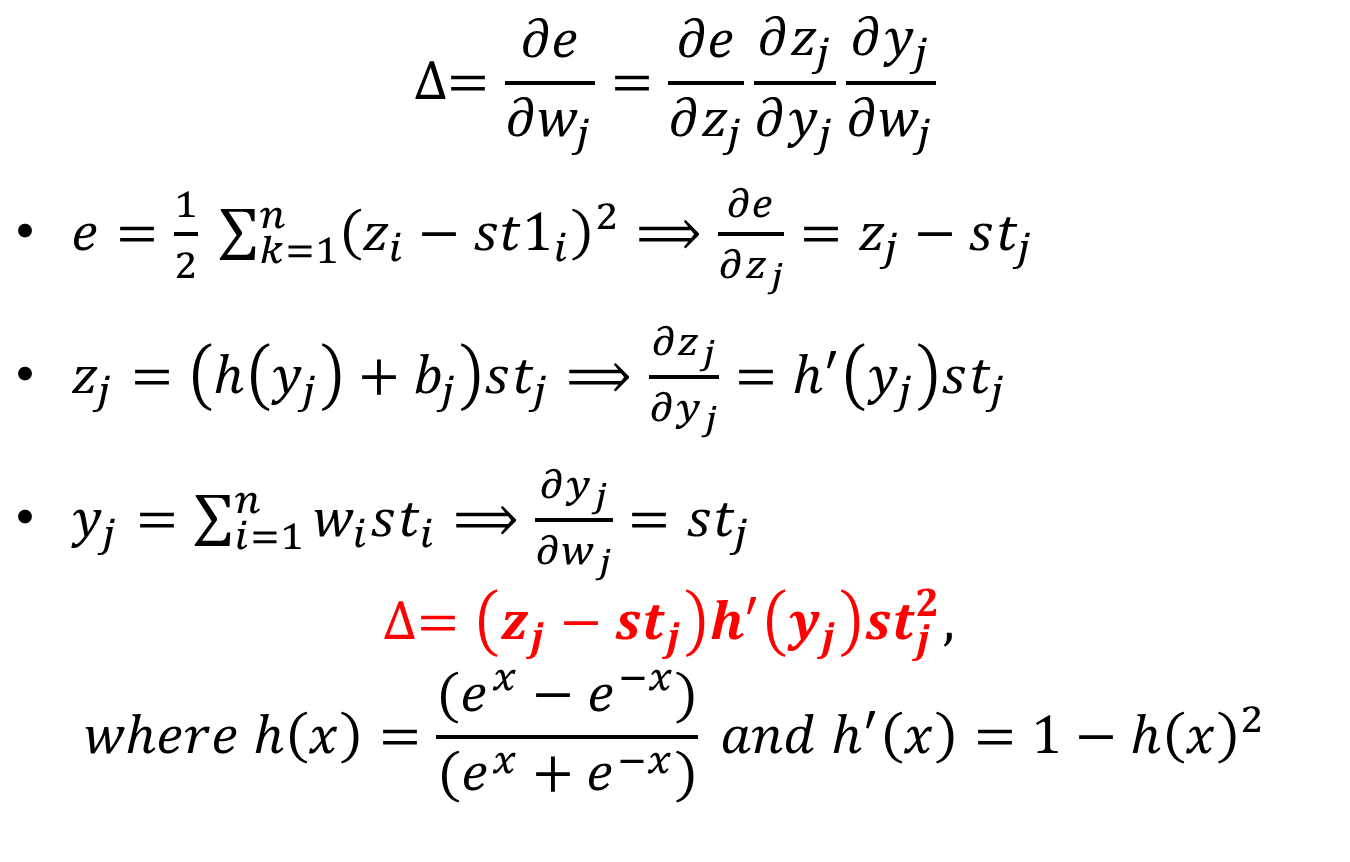 Δ= ∂e/∂w_j = ∂e/∂z_j ∂z_j/∂y_j ∂y_j/∂w_j
• e = 1/2 ∑_{k=1}^{n}(z_i − st1_i)^2 ⟹ ∂e/∂z_j = z_j − st_j
• z_j = (h(y_j) + b_j)st_j ⟹ ∂z_j/∂y_j = h′(y_j)st_j
• y_j = ∑_{i=1}^{n} w_i st_i ⟹ ∂y_j/∂w_j = st_j
Δ= (z_j − st_j)h′(y_j)st_j^2,
where h(x) = (e^x − e^{−x})/(e^x + e^{−x}) and h′(x) = 1 − h(x)^2